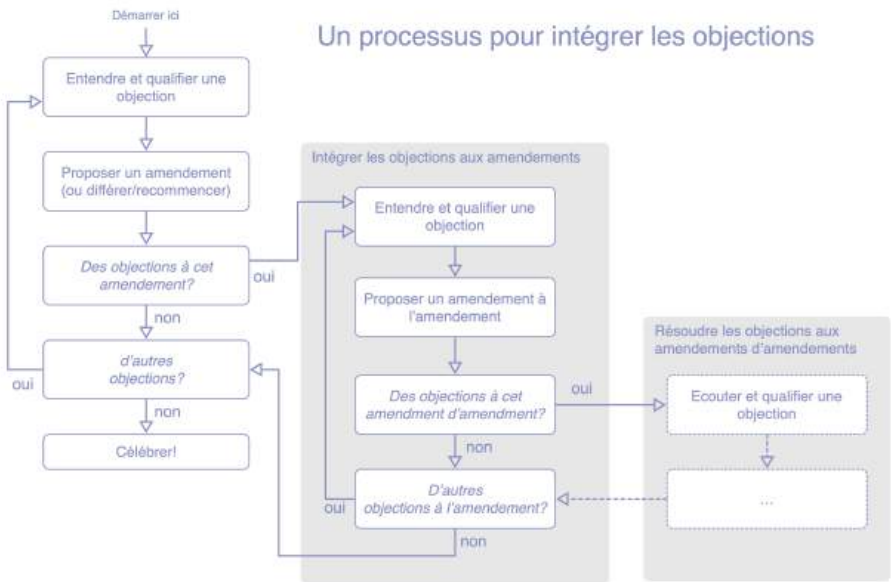 Démarrer ici
Un processus pour intégrer les objections
Entendre et qualifier une
objection
Proposer un amendement
(ou différer/recommencer)
Des objections à cet
amendement?
oui
non
d'autres
objections?
oui
non
Célébrer!
Intégrer les objections aux amendements
Entendre et qualifier une
objection
Proposer un amendement à
l'amendement
Des objections à cet
amendment d'amendment?
oui
non
D'autres
objections à l'amendement?
oui
non
Résoudre les objections aux
amendements d'amendements
Ecouter et qualifier une
objection
...